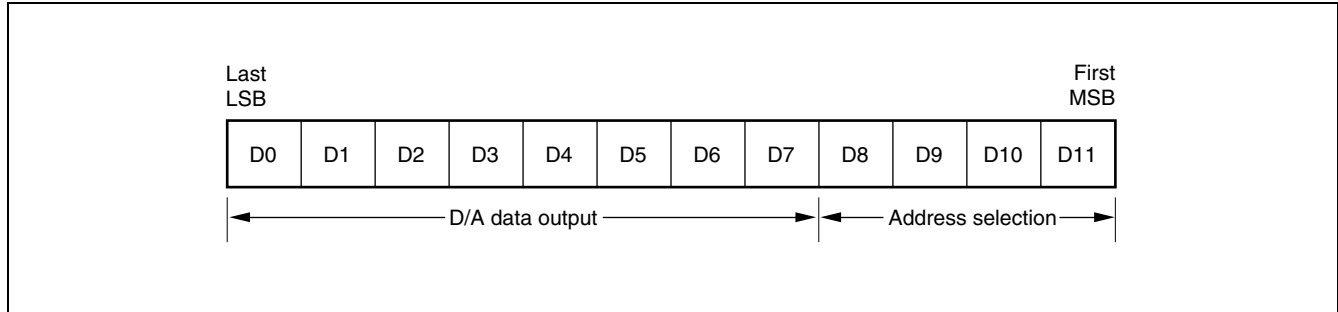 Last
LSB
First
MSB
D0 D1 D2 D3 D4 D5 D6 D7 D8 D9 D10 D11
D/A data output Address selection